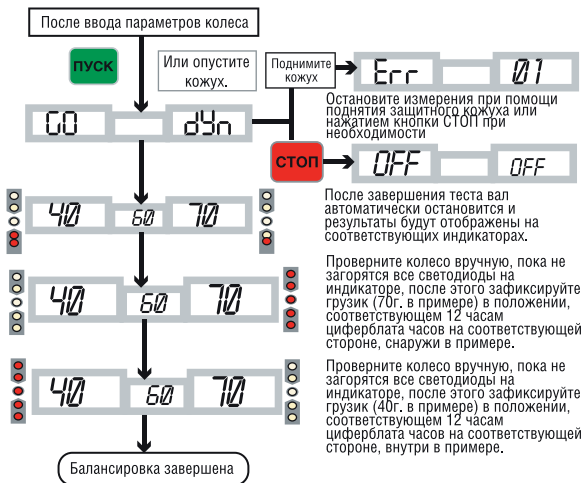 После ввода параметров колеса
ПУСК
Или опустите
кожух.
Поднимите
кожух
Err 01
GO dYn
Остановите измерения при помощи
поднятия защитного кожуха или
нажатием кнопки СТОП при
необходимости
СТОП
OFF OFF
40 60 70
После завершения теста вал
автоматически остановится и
результаты будут отображены на
соответствующих индикаторах.
40 60 70
Проверните колесо вручную, пока не
загорятся все светодиоды на
индикаторе, после этого зафиксируйте
грузик (70г. в примере) в положении,
соответствующем 12 часам
циферблата часов на соответствующей
стороне, снаружи в примере.
40 60 70
Проверните колесо вручную, пока не
загорятся все светодиоды на
индикаторе, после этого зафиксируйте
грузик (40г. в примере) в положении,
соответствующем 12 часам
циферблата часов на соответствующей
стороне, внутри в примере.
Балансировка завершена